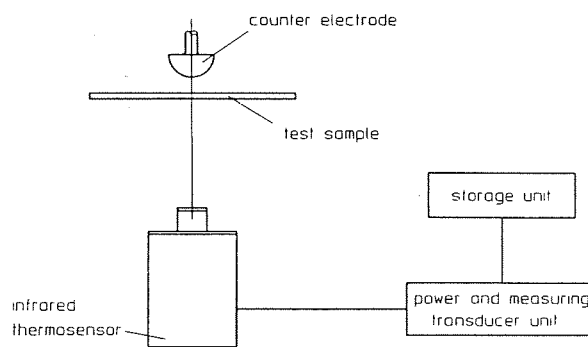 counter electrode
test sample
storage unit
power and measuring
transducer unit
infrared
thermosensor